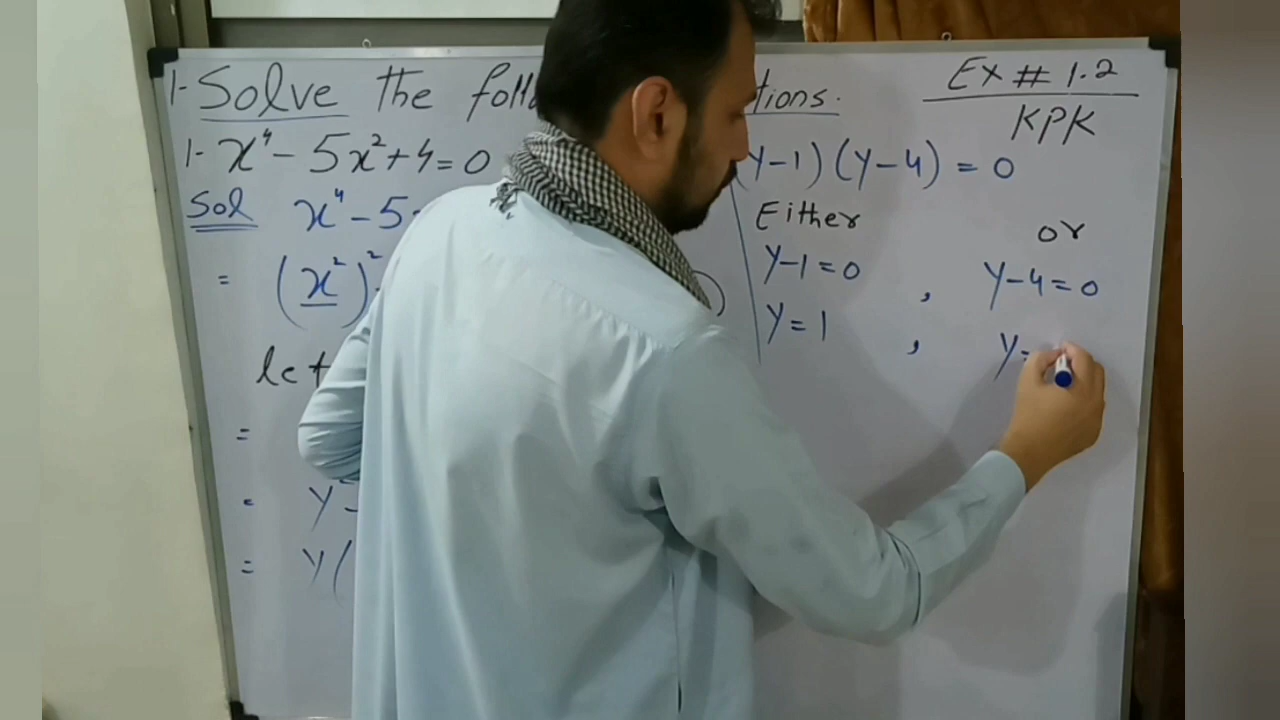 1- Solve the foll tions.
1- x⁴ - 5x² + 4 = 0
Sol x⁴ - 5
= (x²)²
let
=
= y
= y(
Ex # 1.2
KPK
y-1) (y-4) = 0
Either or
y-1=0 , y-4=0
y=1 , y=